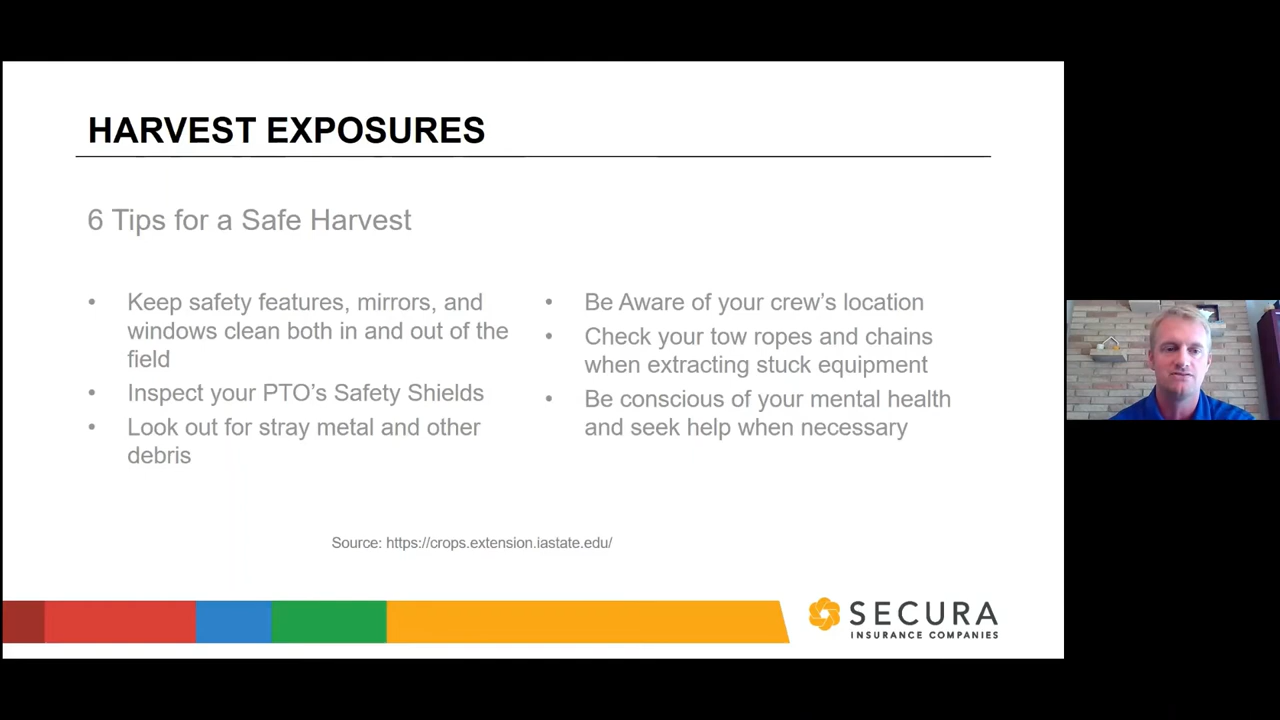 HARVEST EXPOSURES
6 Tips for a Safe Harvest
• Keep safety features, mirrors, and
windows clean both in and out of the
field
• Inspect your PTO's Safety Shields
• Look out for stray metal and other
debris
• Be Aware of your crew's location
• Check your tow ropes and chains
when extracting stuck equipment
• Be conscious of your mental health
and seek help when necessary
Source: https://crops.extension.iastate.edu/
SECURA
INSURANCE COMPANIES